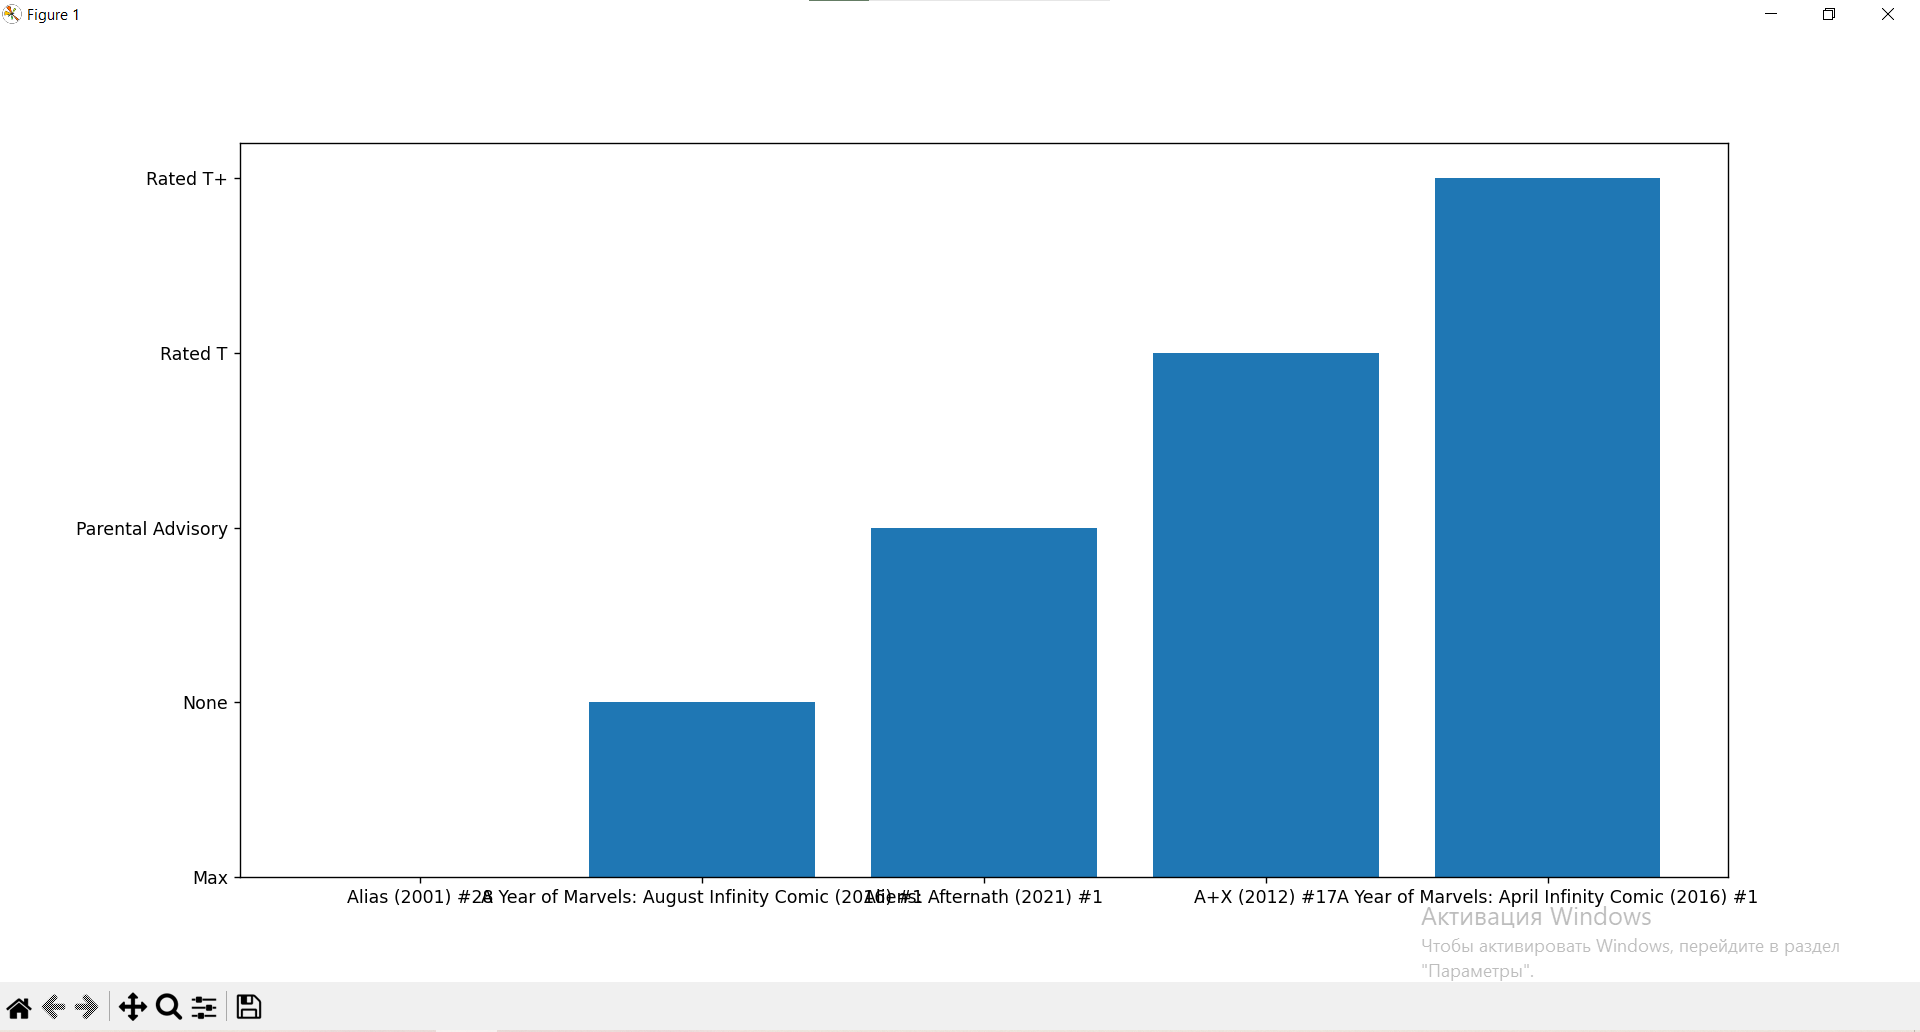 Figure 1
Rated T+
Rated T
Parental Advisory
None
Max
Alias (2001) #28
A Year of Marvels: August Infinity Comic (2016) #1
Aliens: Afternath (2021) #1
A+X (2012) #17
A Year of Marvels: April Infinity Comic (2016) #1
Активация Windows
Чтобы активировать Windows, перейдите в раздел
"Параметры".